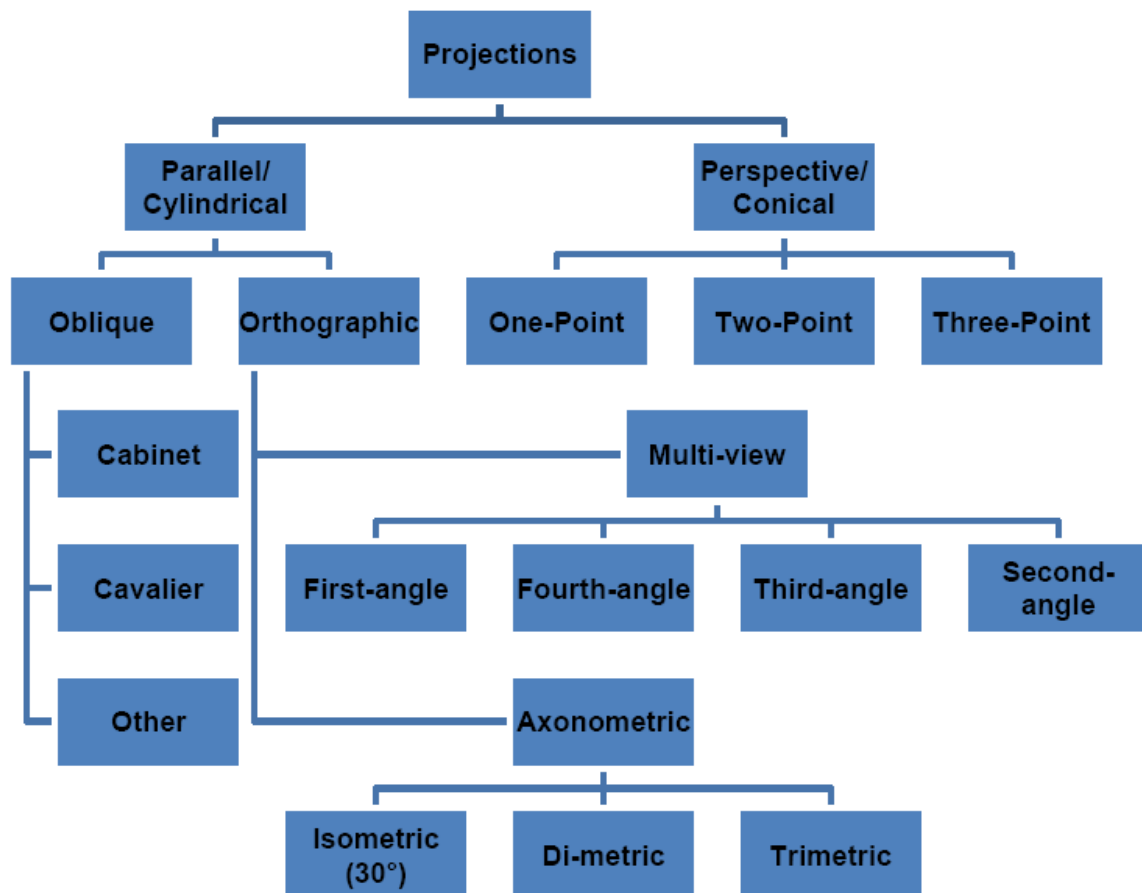 Projections
Parallel/
Cylindrical
Perspective/
Conical
Oblique
Orthographic
One-Point
Two-Point
Three-Point
Cabinet
Multi-view
Cavalier
First-angle
Fourth-angle
Third-angle
Second-
angle
Other
Axonometric
Isometric
(30°)
Di-metric
Trimetric